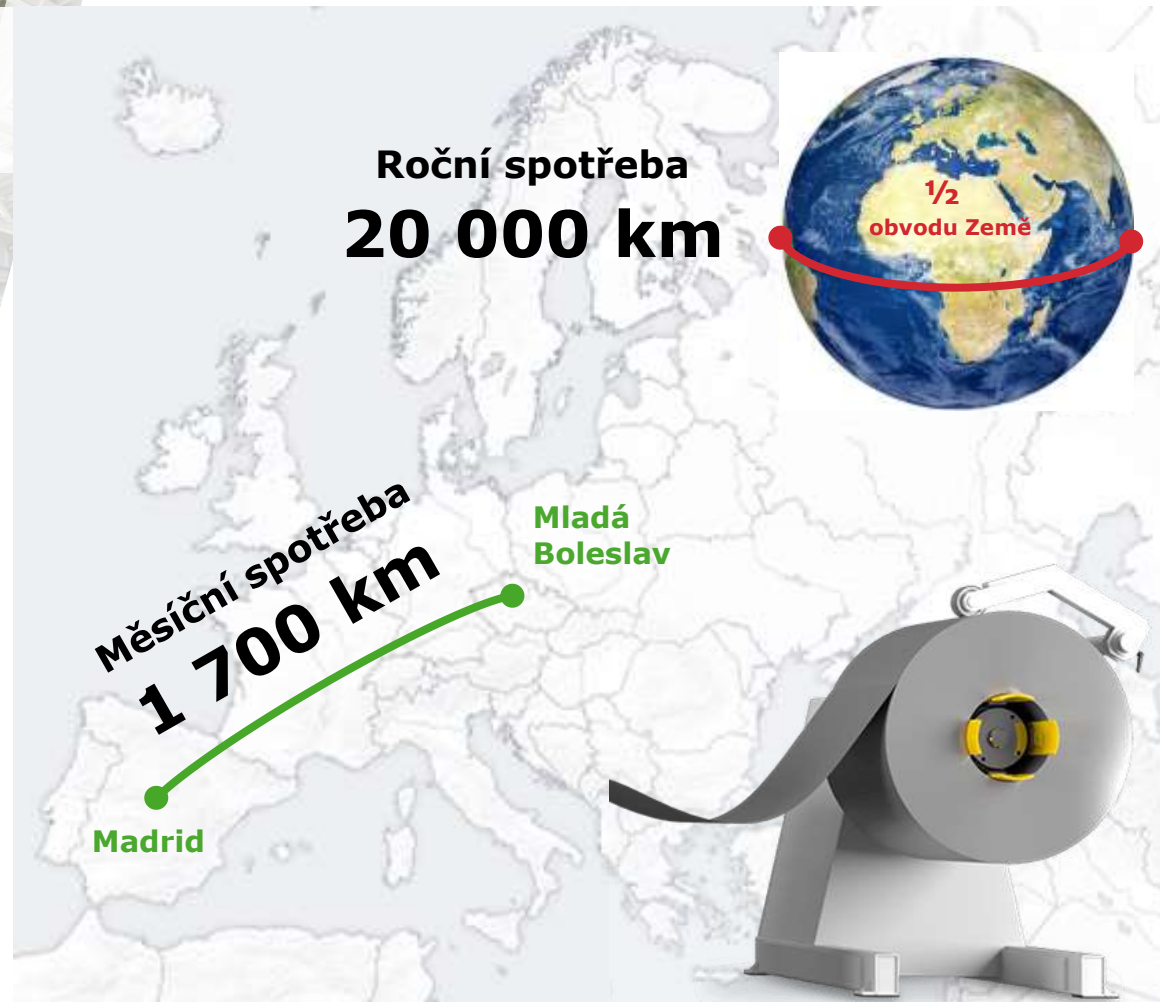 Roční spotřeba
20 000 km
½
obvodu Země
Měsíční spotřeba
1 700 km
Mladá
Boleslav
Madrid